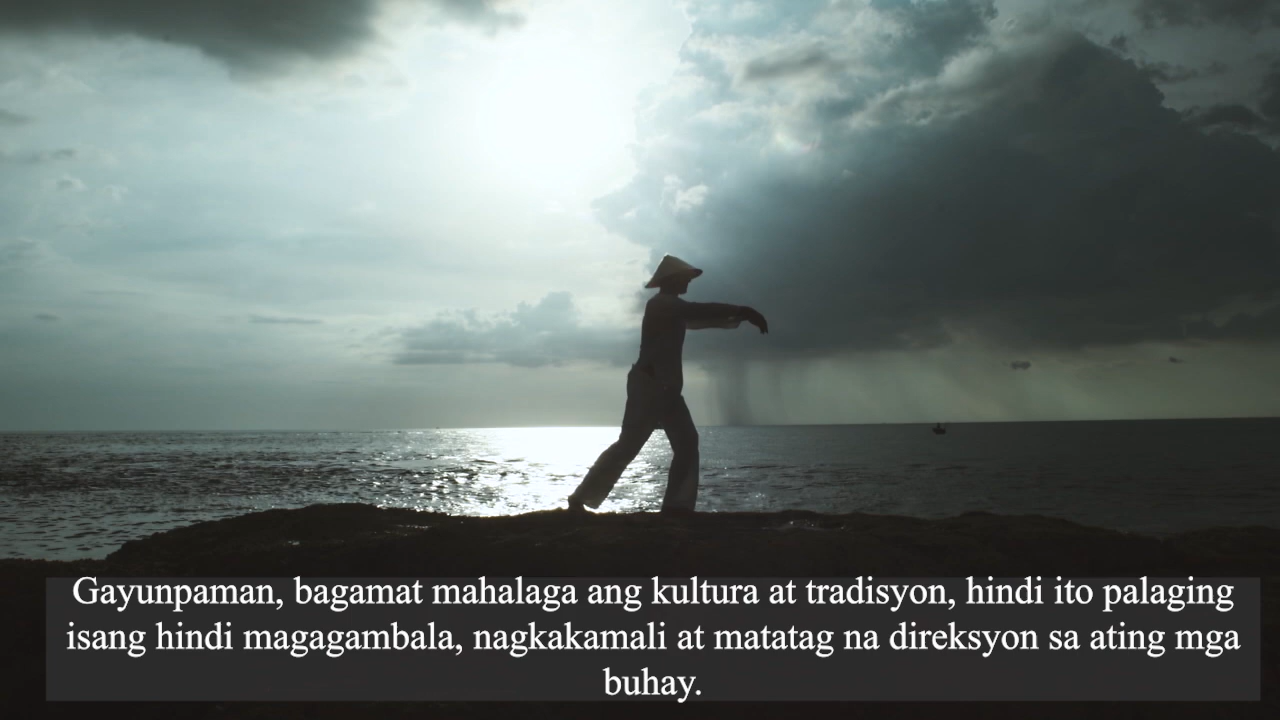 Gayunpaman, bagamat mahalaga ang kultura at tradisyon, hindi ito palaging
isang hindi magagambala, nagkakamali at matatag na direksyon sa ating mga
buhay.